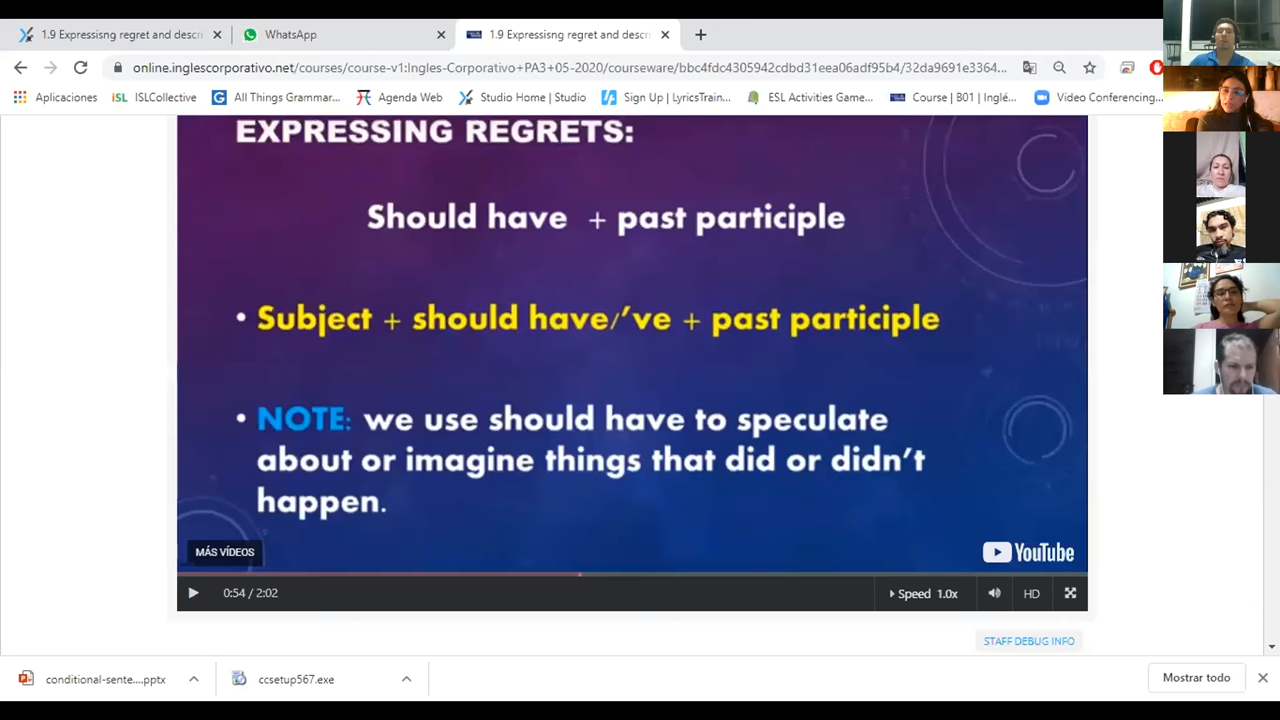 1.9 Expressisng regret and descr
WhatsApp
1.9 Expressisng regret and descr
online.inglescorporativo.net/courses/course-v1:Ingles-Corporativo+PA3+05-2020/courseware/bbc4fdc4305942cdbd31eea06adf95b4/32da9691e3364...
Aplicaciones
iSL ISLCollective
All Things Grammar...
Agenda Web
Studio Home | Studio
Sign Up | LyricsTrain...
ESL Activities Game...
Course | B01 | Inglé...
Video Conferencing...
EXPRESSING REGRETS:
Should have + past participle
• Subject + should have/’ve + past participle
• NOTE: we use should have to speculate
about or imagine things that did or didn’t
happen.
MÁS VÍDEOS
YouTube
0:54 / 2:02
Speed 1.0x
HD
STAFF DEBUG INFO
conditional-sente....pptx
ccsetup567.exe
Mostrar todo